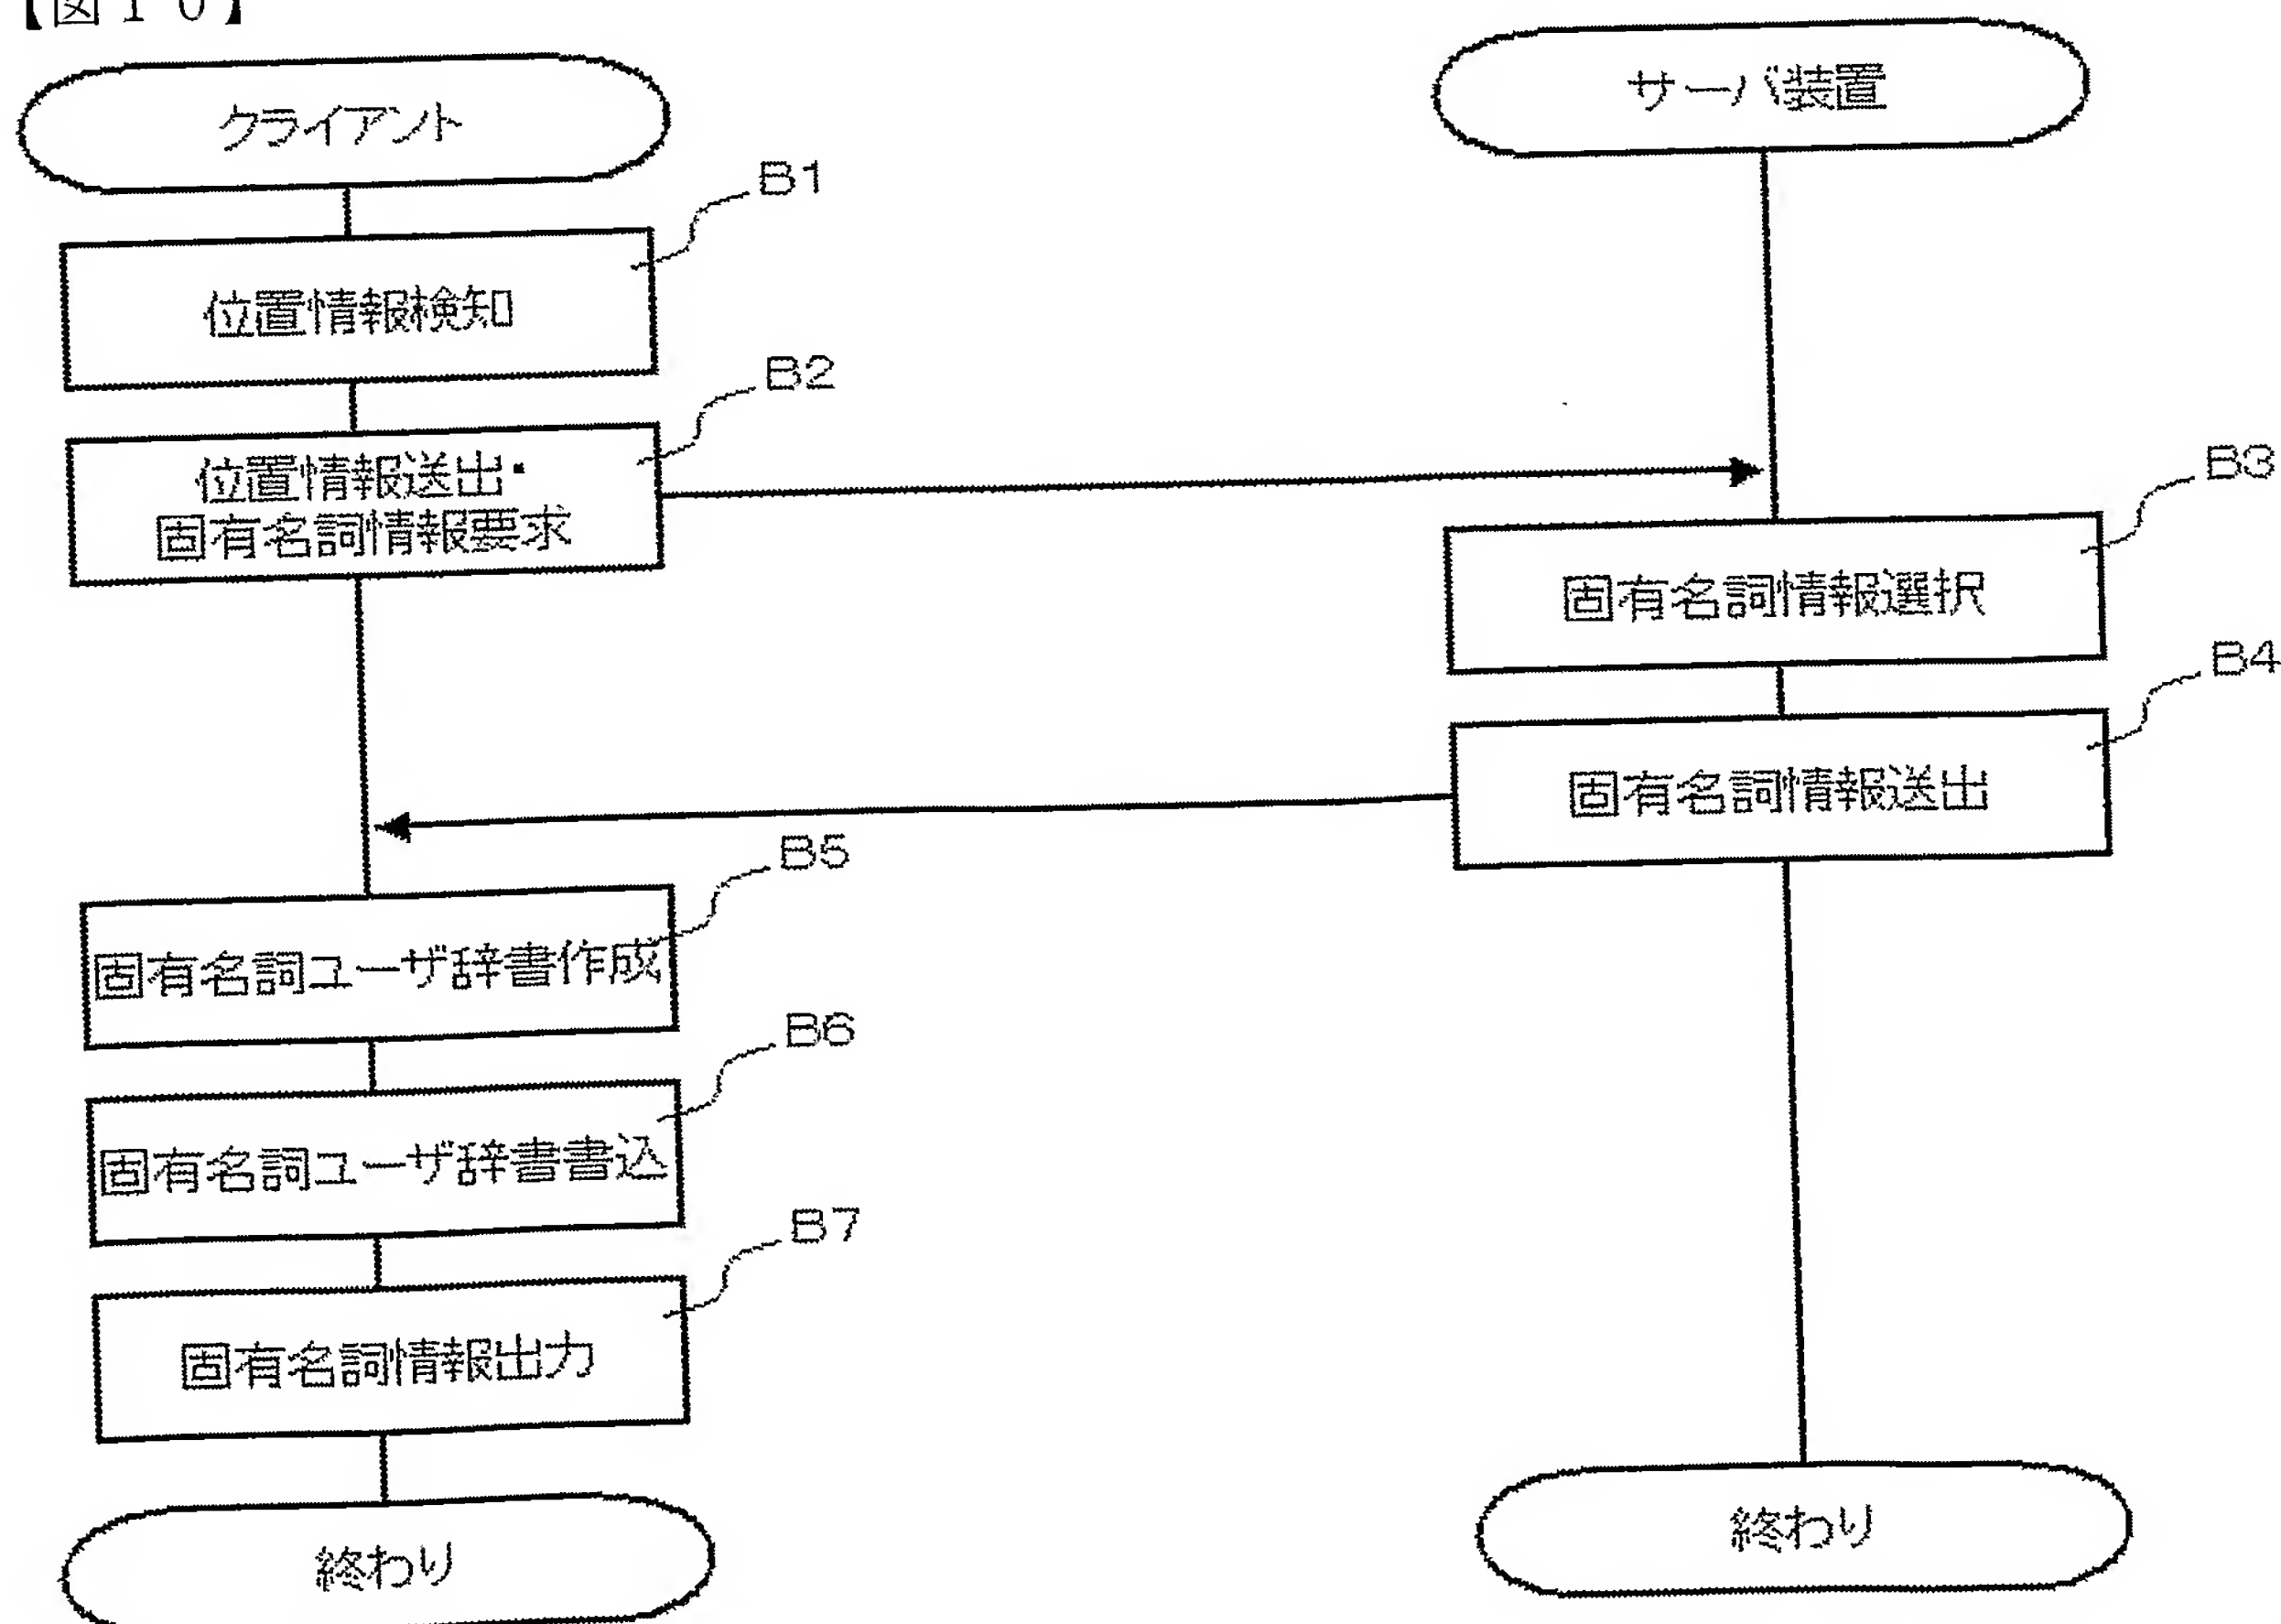 【図１０】
クライアント
サーバ装置
B1
位置情報検知
B2
位置情報送出・
固有名詞情報要求
B3
固有名詞情報選択
B4
固有名詞情報送出
B5
固有名詞ユーザ辞書作成
B6
固有名詞ユーザ辞書書込
B7
固有名詞情報出力
終わり
終わり